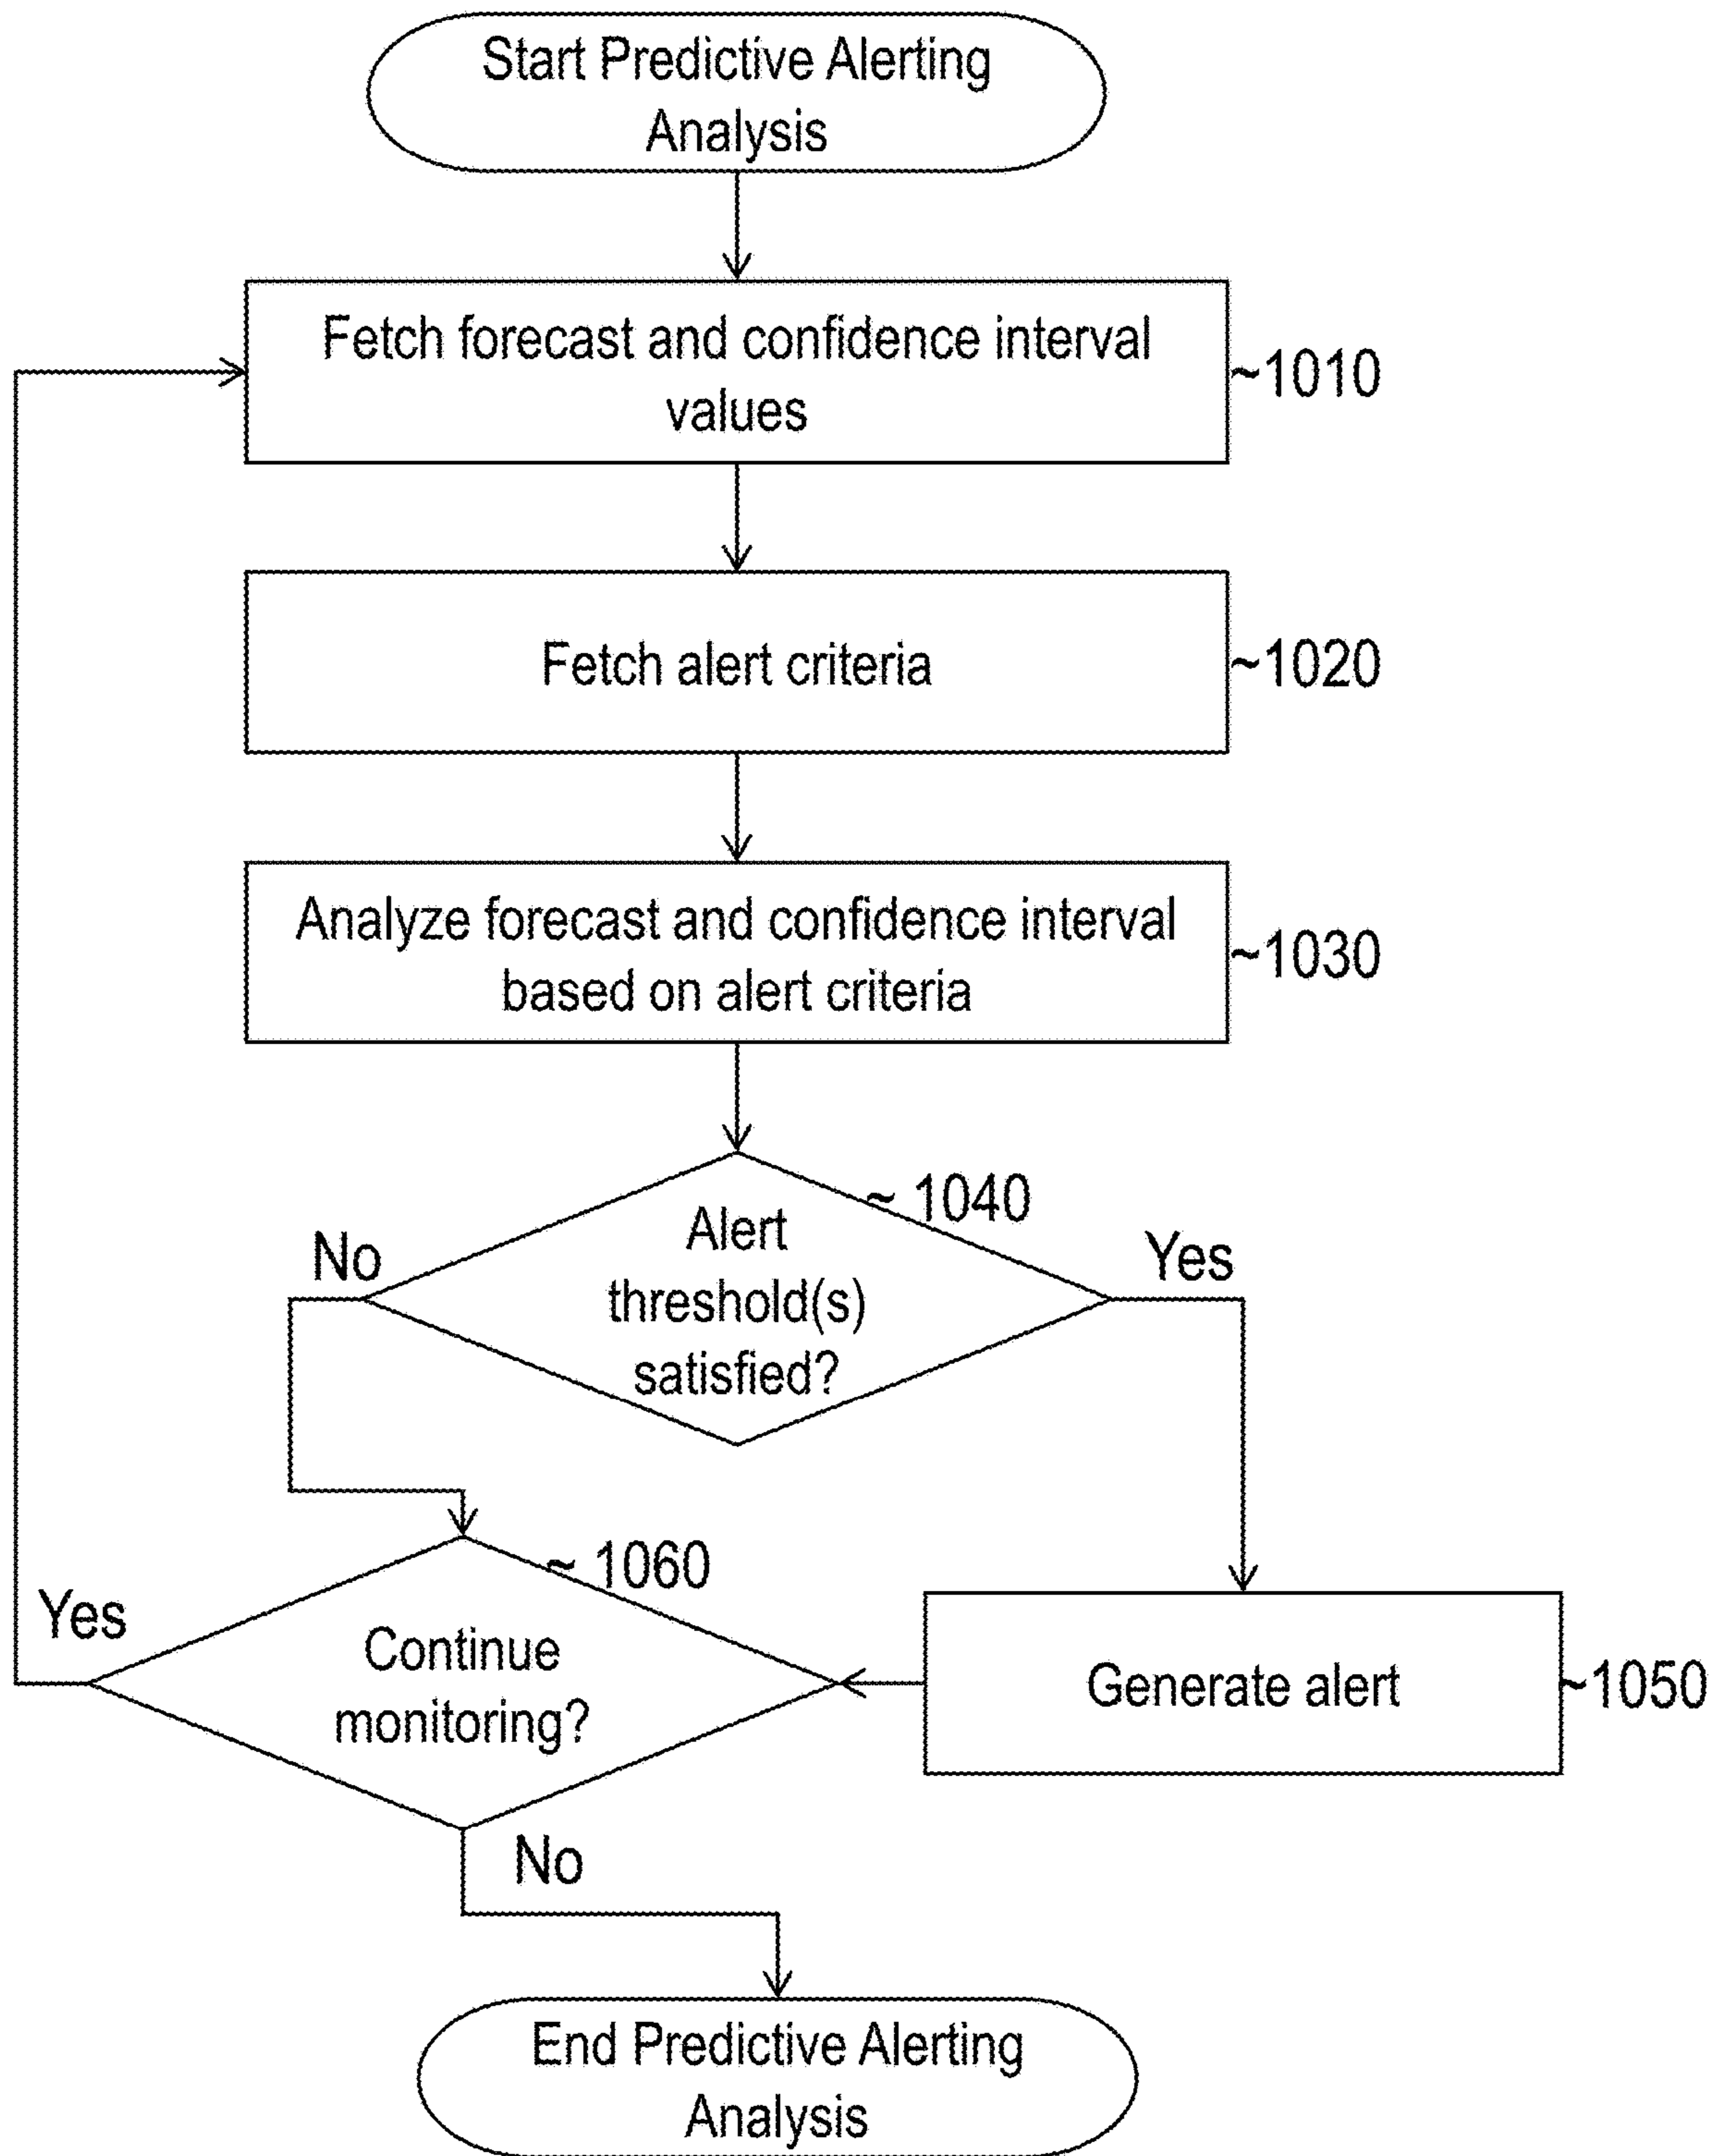 Start Predictive Alerting
Analysis
Fetch forecast and confidence interval
values
~1010
Fetch alert criteria
~1020
Analyze forecast and confidence interval
based on alert criteria
~1030
~ 1040
Alert
threshold(s)
satisfied?
No
Yes
~ 1060
Continue
monitoring?
Yes
Generate alert
~1050
No
End Predictive Alerting
Analysis